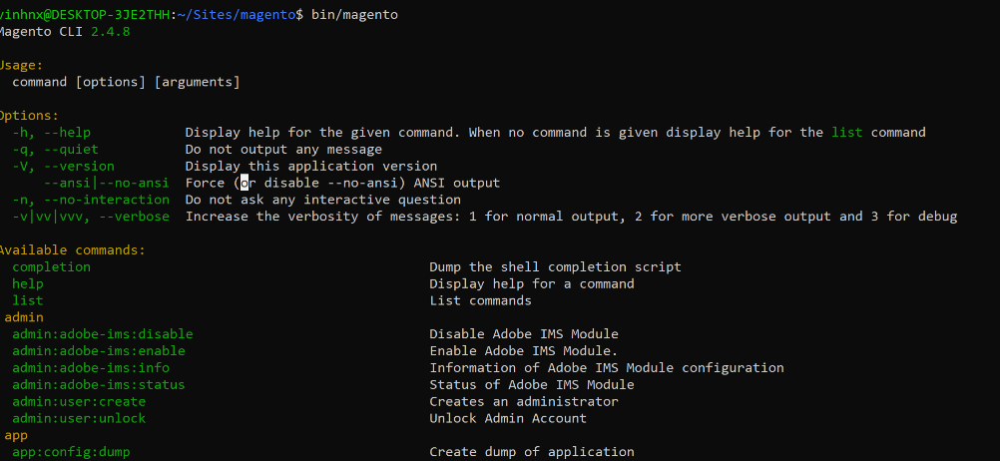 vinhnx@DESKTOP-3JE2THH:~/Sites/magento$ bin/magento
Magento CLI 2.4.8
Usage:
command [options] [arguments]
Options:
-h, --help Display help for the given command. When no command is given display help for the list command
-q, --quiet Do not output any message
-V, --version Display this application version
--ansi|--no-ansi Force (or disable --no-ansi) ANSI output
-n, --no-interaction Do not ask any interactive question
-v|vv|vvv, --verbose Increase the verbosity of messages: 1 for normal output, 2 for more verbose output and 3 for debug
Available commands:
completion Dump the shell completion script
help Display help for a command
list List commands
admin
admin:adobe-ims:disable Disable Adobe IMS Module
admin:adobe-ims:enable Enable Adobe IMS Module.
admin:adobe-ims:info Information of Adobe IMS Module configuration
admin:adobe-ims:status Status of Adobe IMS Module
admin:user:create Creates an administrator
admin:user:unlock Unlock Admin Account
app
app:config:dump Create dump of application